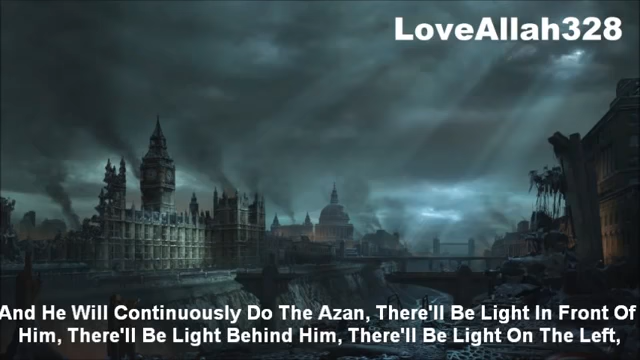 LoveAllah328
And He Will Continuously Do The Azan, There'll Be Light In Front Of
Him, There'll Be Light Behind Him, There'll Be Light On The Left,